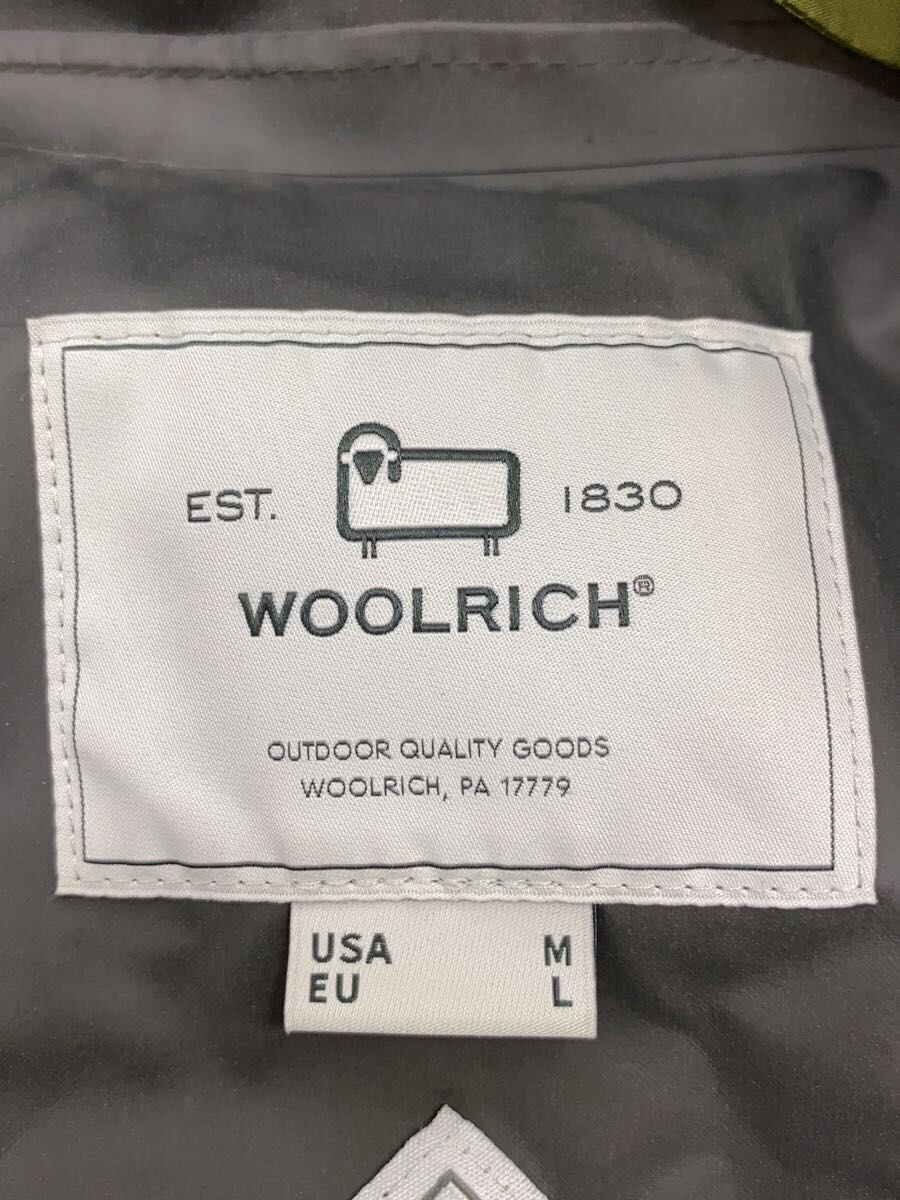 EST. 1830
WOOLRICH®
OUTDOOR QUALITY GOODS
WOOLRICH, PA 17779
USA M
EU L